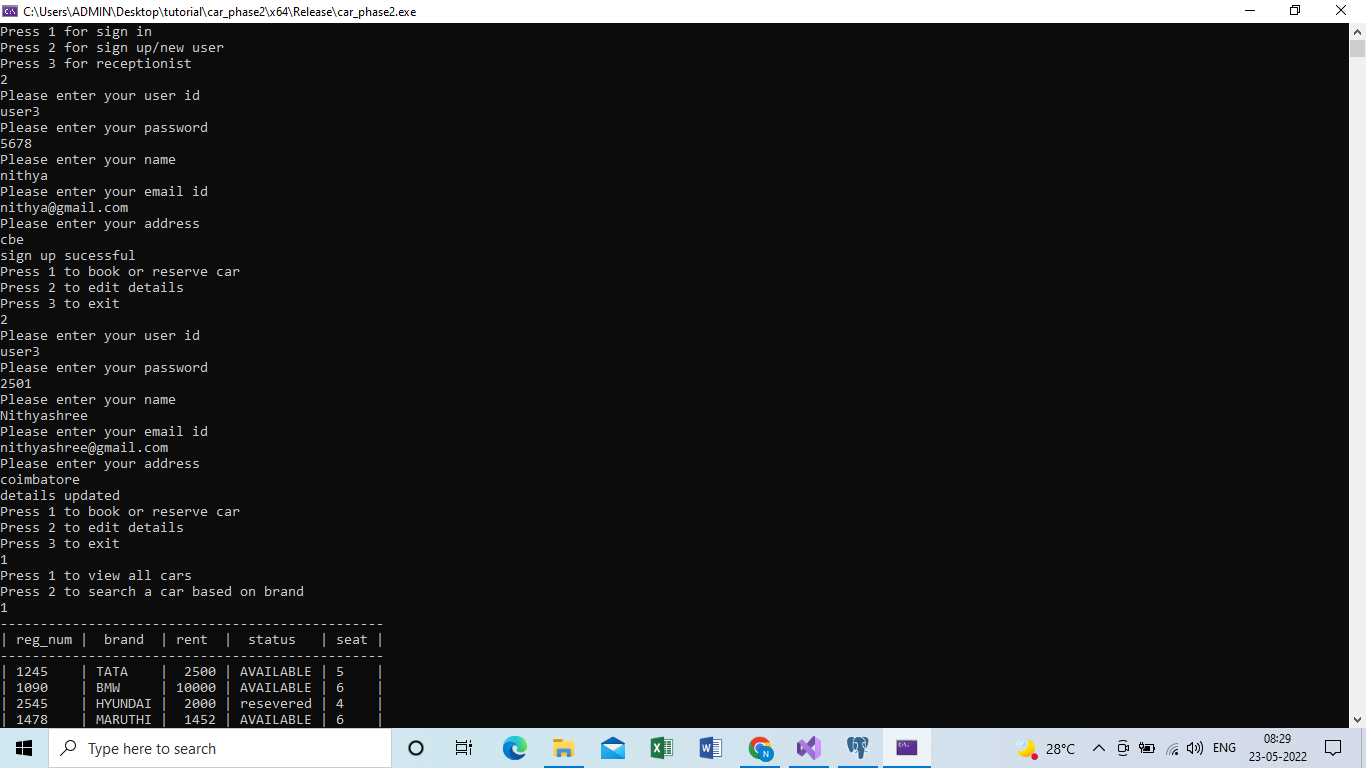 C:\Users\ADMIN\Desktop\tutorial\car_phase2\x64\Release\car_phase2.exe
Press 1 for sign in
Press 2 for sign up/new user
Press 3 for receptionist
2
Please enter your user id
user3
Please enter your password
5678
Please enter your name
nithya
Please enter your email id
nithya@gmail.com
Please enter your address
cbe
sign up sucessful
Press 1 to book or reserve car
Press 2 to edit details
Press 3 to exit
2
Please enter your user id
user3
Please enter your password
2501
Please enter your name
Nithyashree
Please enter your email id
nithyashree@gmail.com
Please enter your address
coimbatore
details updated
Press 1 to book or reserve car
Press 2 to edit details
Press 3 to exit
1
Press 1 to view all cars
Press 2 to search a car based on brand
1
------------------------------------------------
| reg_num |  brand  | rent  |  status   | seat |
------------------------------------------------
| 1245    | TATA    |  2500 | AVAILABLE | 5    |
| 1090    | BMW     | 10000 | AVAILABLE | 6    |
| 2545    | HYUNDAI |  2000 | resevered | 4    |
| 1478    | MARUTHI |  1452 | AVAILABLE | 6    |
Type here to search
28°C
ENG
08:29
23-05-2022